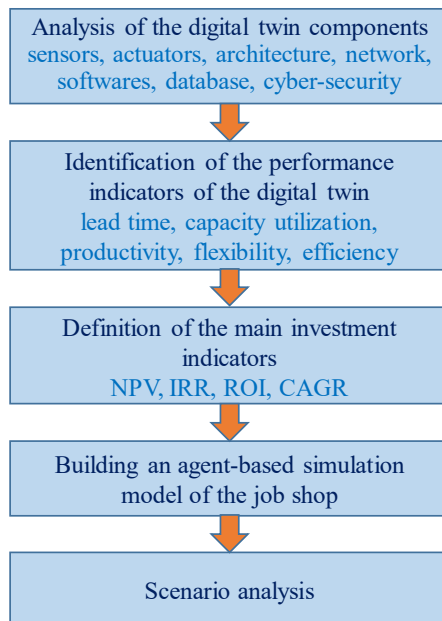 Analysis of the digital twin components
sensors, actuators, architecture, network,
softwares, database, cyber-security
Identification of the performance
indicators of the digital twin
lead time, capacity utilization,
productivity, flexibility, efficiency
Definition of the main investment
indicators
NPV, IRR, ROI, CAGR
Building an agent-based simulation
model of the job shop
Scenario analysis